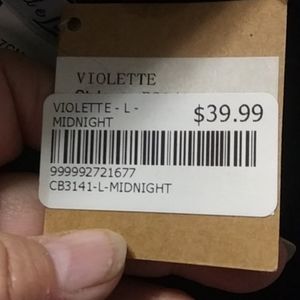 VIOLETTE
VIOLETTE - L -
MIDNIGHT
$39.99
999992721677
CB3141-L-MIDNIGHT